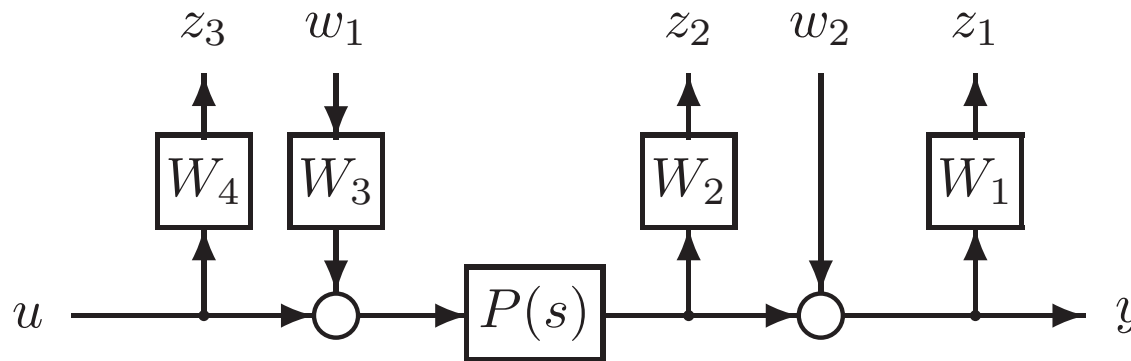 z₃ w₁ z₂ w₂ z₁
W₄ W₃ W₂ W₁
u P(s) y